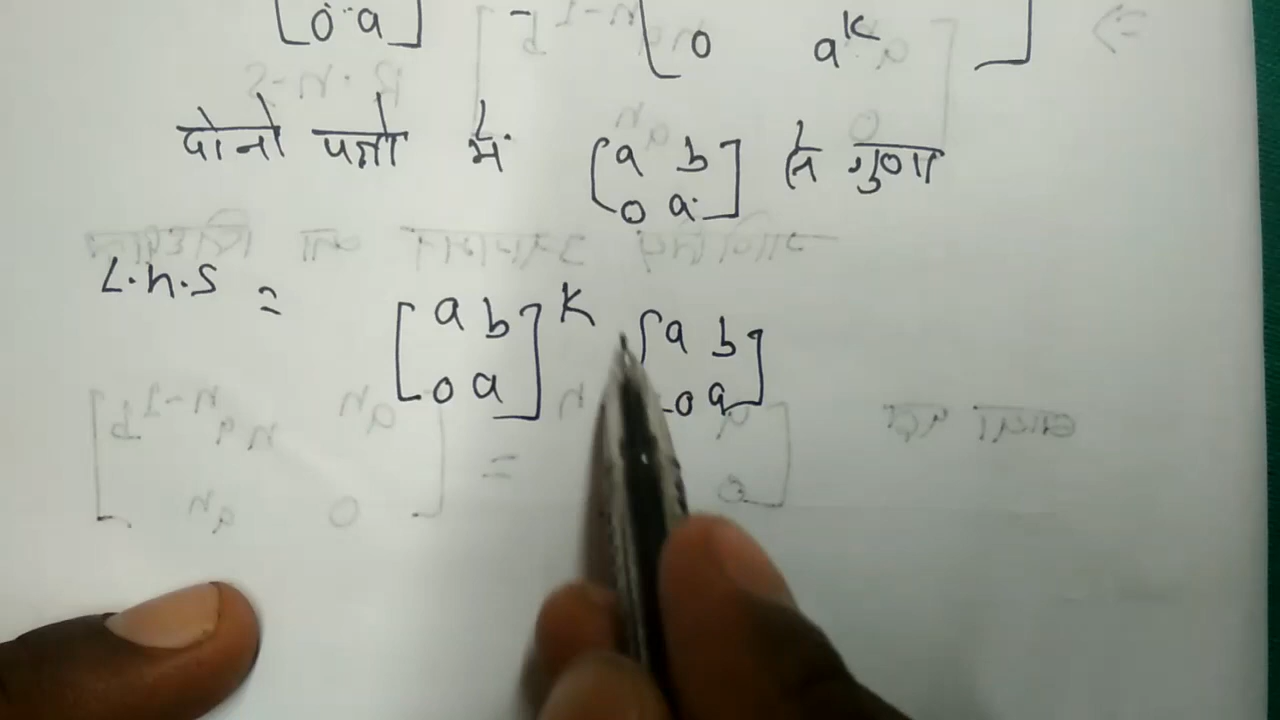 [0 a] = [0 a^K]
दोनो पक्षो में [a b] से गुणा
[0 a]
L.H.S = [a b]^K [a b]
[0 a] [0 a]